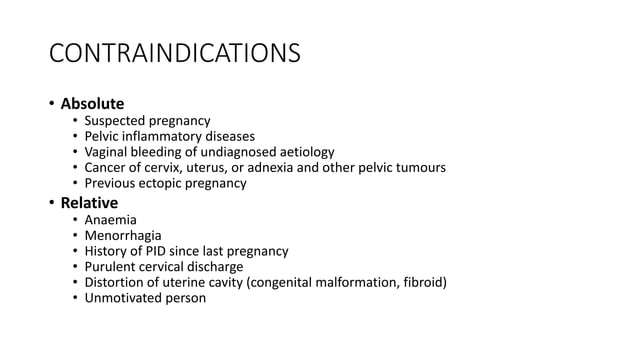 CONTRAINDICATIONS
• Absolute
• Suspected pregnancy
• Pelvic inflammatory diseases
• Vaginal bleeding of undiagnosed aetiology
• Cancer of cervix, uterus, or adnexia and other pelvic tumours
• Previous ectopic pregnancy
• Relative
• Anaemia
• Menorrhagia
• History of PID since last pregnancy
• Purulent cervical discharge
• Distortion of uterine cavity (congenital malformation, fibroid)
• Unmotivated person